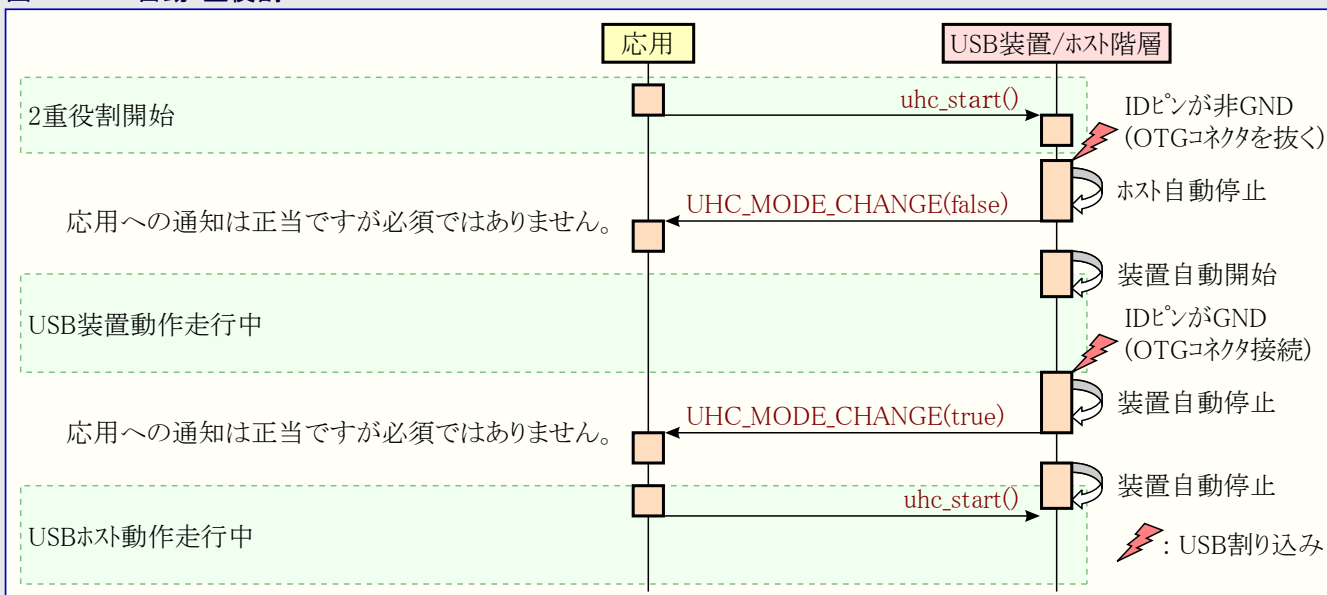 応用
USB装置/ホスト階層
2重役割開始
uhc_start()
IDピンが非GND
(OTGコネクタを抜く)
ホスト自動停止
UHC_MODE_CHANGE(false)
応用への通知は正当ですが必須ではありません。
装置自動開始
USB装置動作走行中
IDピンがGND
(OTGコネクタ接続)
装置自動停止
UHC_MODE_CHANGE(true)
応用への通知は正当ですが必須ではありません。
装置自動停止
uhc_start()
USBホスト動作走行中
: USB割り込み